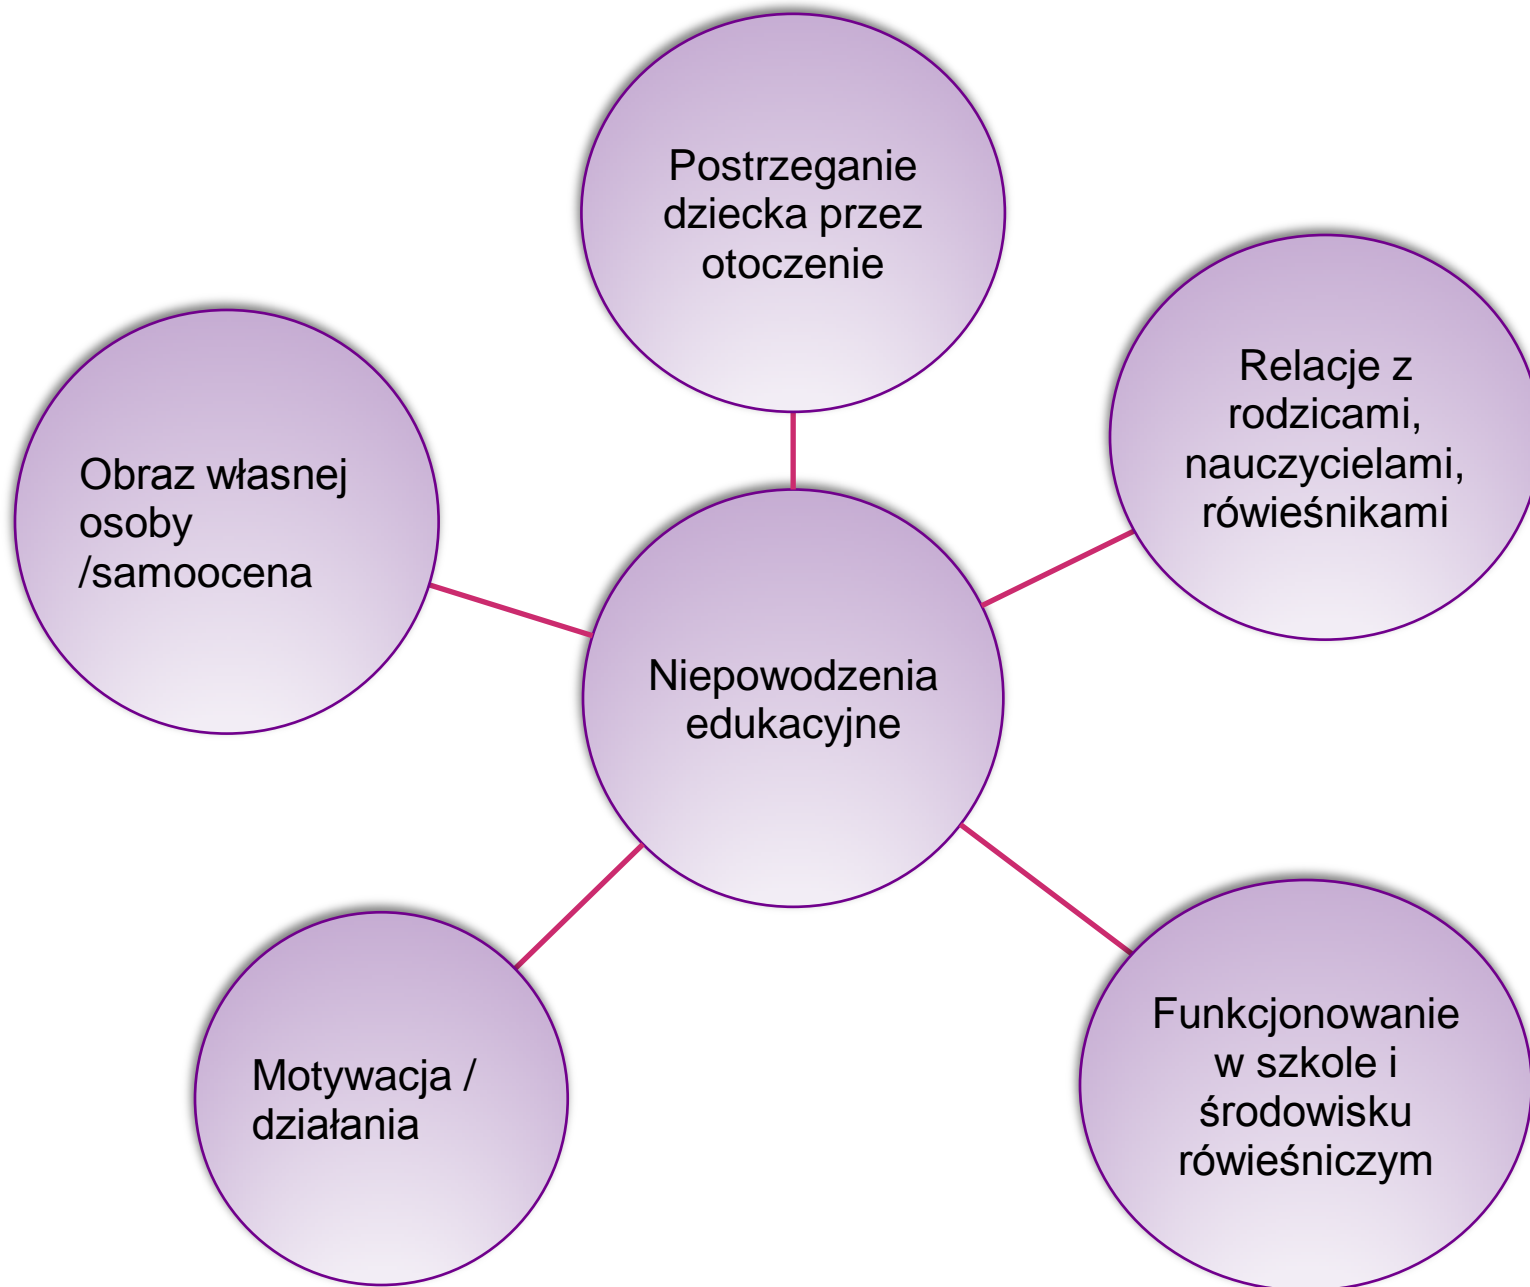 Postrzeganie
dziecka przez
otoczenie
Relacje z
rodzicami,
nauczycielami,
rówieśnikami
Obraz własnej
osoby
/samoocena
Niepowodzenia
edukacyjne
Motywacja /
działania
Funkcjonowanie
w szkole i
środowisku
rówieśniczym